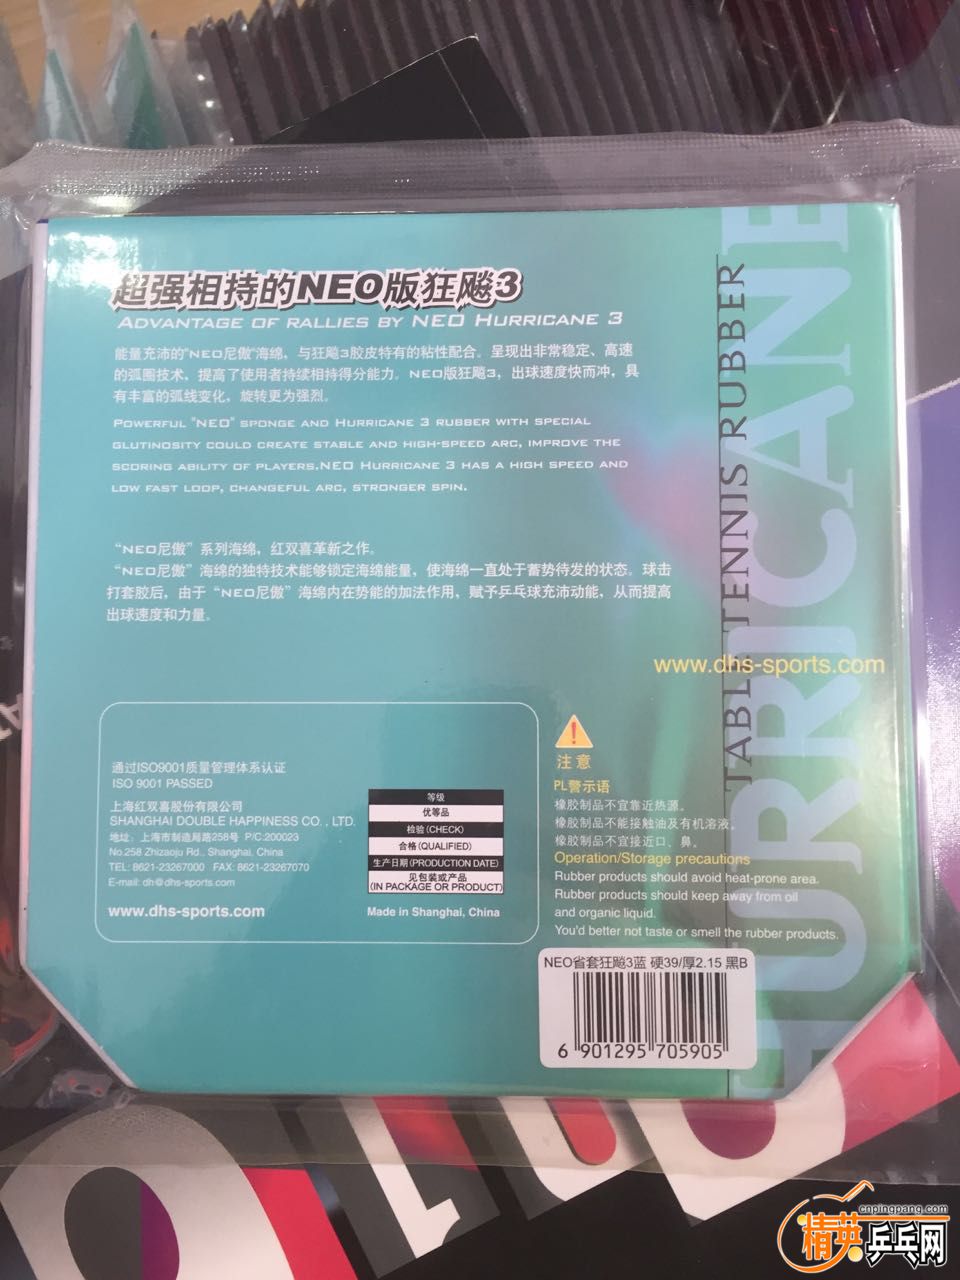 超强相持的NEO版狂飚3
ADVANTAGE OF RALLIES BY NEO HURRICANE 3
能量充沛的"NEO尼傲"海绵，与狂飚3胶皮特有的粘性配合。呈现出非常稳定、高速
的弧圈技术，提高了使用者持续相持得分能力。NEO版狂飚3，出球速度快而冲，具
有丰富的弧线变化，旋转更为强烈。
POWERFUL "NEO" SPONGE AND HURRICANE 3 RUBBER WITH SPECIAL
GLUTINOSITY COULD CREATE STABLE AND HIGH-SPEED ARC, IMPROVE THE
SCORING ABILITY OF PLAYERS.NEO HURRICANE 3 HAS A HIGH SPEED AND
LOW FAST LOOP, CHANGEFUL ARC, STRONGER SPIN.
“NEO尼傲”系列海绵，红双喜革新之作。
“NEO尼傲”海绵的独特技术能够锁定海绵能量，使海绵一直处于蓄势待发的状态。球击
打套胶后，由于“NEO尼傲”海绵内在势能的加法作用，赋予乒乓球充沛动能，从而提高
出球速度和力量。
TABLE TENNIS RUBBER
HURRICANE
www.dhs-sports.com
通过ISO9001质量管理体系认证
ISO 9001 PASSED
上海红双喜股份有限公司
SHANGHAI DOUBLE HAPPINESS CO., LTD.
地址：上海市制造局路258号 P/C:200023
No.258 Zhizaoju Rd., Shanghai, China
TEL: 8621-23267000 FAX: 8621-23267070
E-mail: dh@dhs-sports.com
www.dhs-sports.com
等级
优等品
检验(CHECK)
合格(QUALIFIED)
生产日期(PRODUCTION DATE)
见包装或产品
(IN PACKAGE OR PRODUCT)
Made in Shanghai, China
注意
PL警示语
橡胶制品不宜靠近热源。
橡胶制品不能接触油及有机溶液。
橡胶制品不宜接近口、鼻。
Operation/Storage precautions
Rubber products should avoid heat-prone area.
Rubber products should keep away from oil
and organic liquid.
You'd better not taste or smell the rubber products.
NEO省套狂飚3蓝 硬39/厚2.15 黑B
6 901295 705905
cnpingpang.com
精英乒乓网